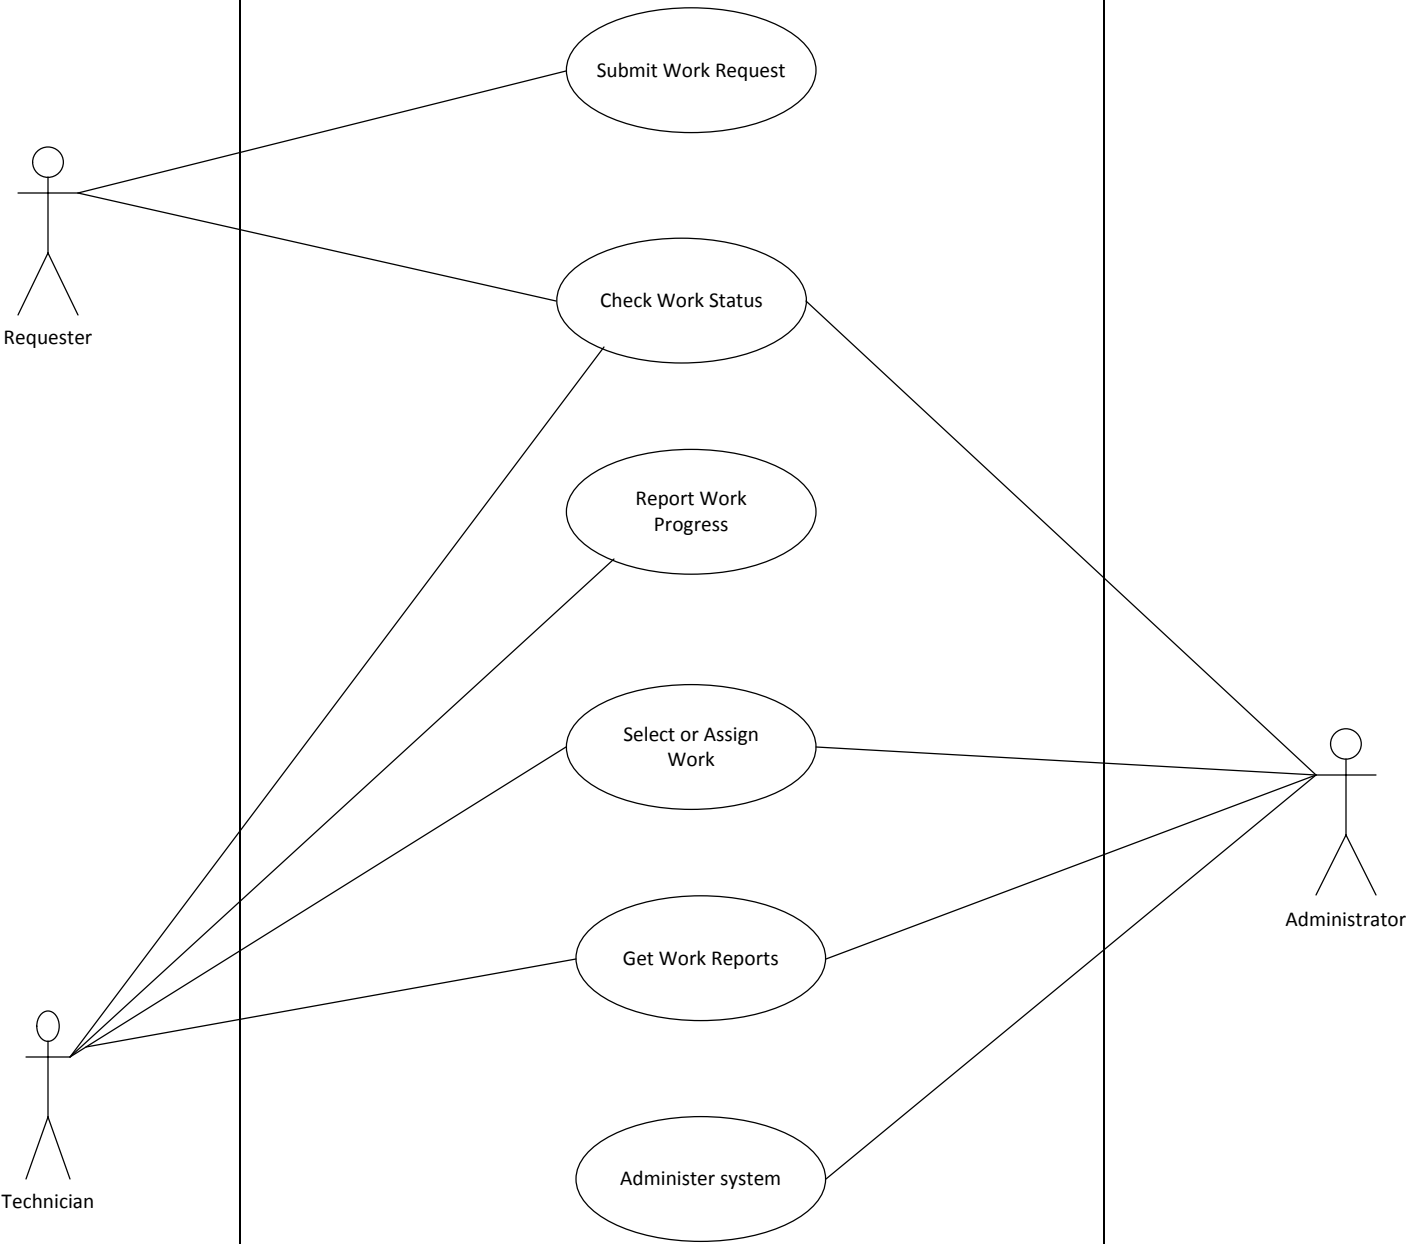 Submit Work Request
Check Work Status
Requester
Report Work
Progress
Select or Assign
Work
Administrator
Get Work Reports
Administer system
Technician